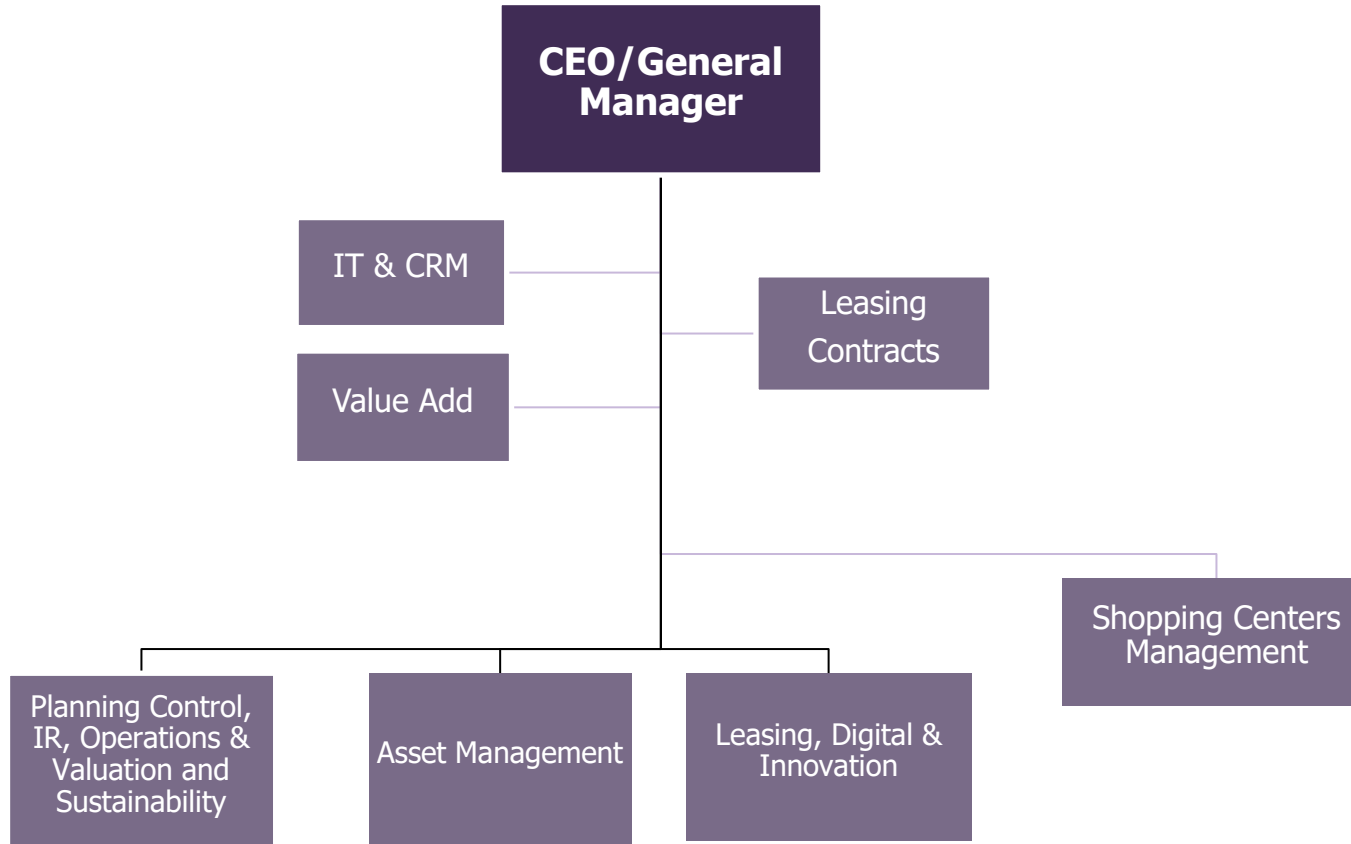 CEO/General
Manager
IT & CRM
Leasing
Contracts
Value Add
Shopping Centers
Management
Planning Control,
IR, Operations &
Valuation and
Sustainability
Asset Management
Leasing, Digital &
Innovation